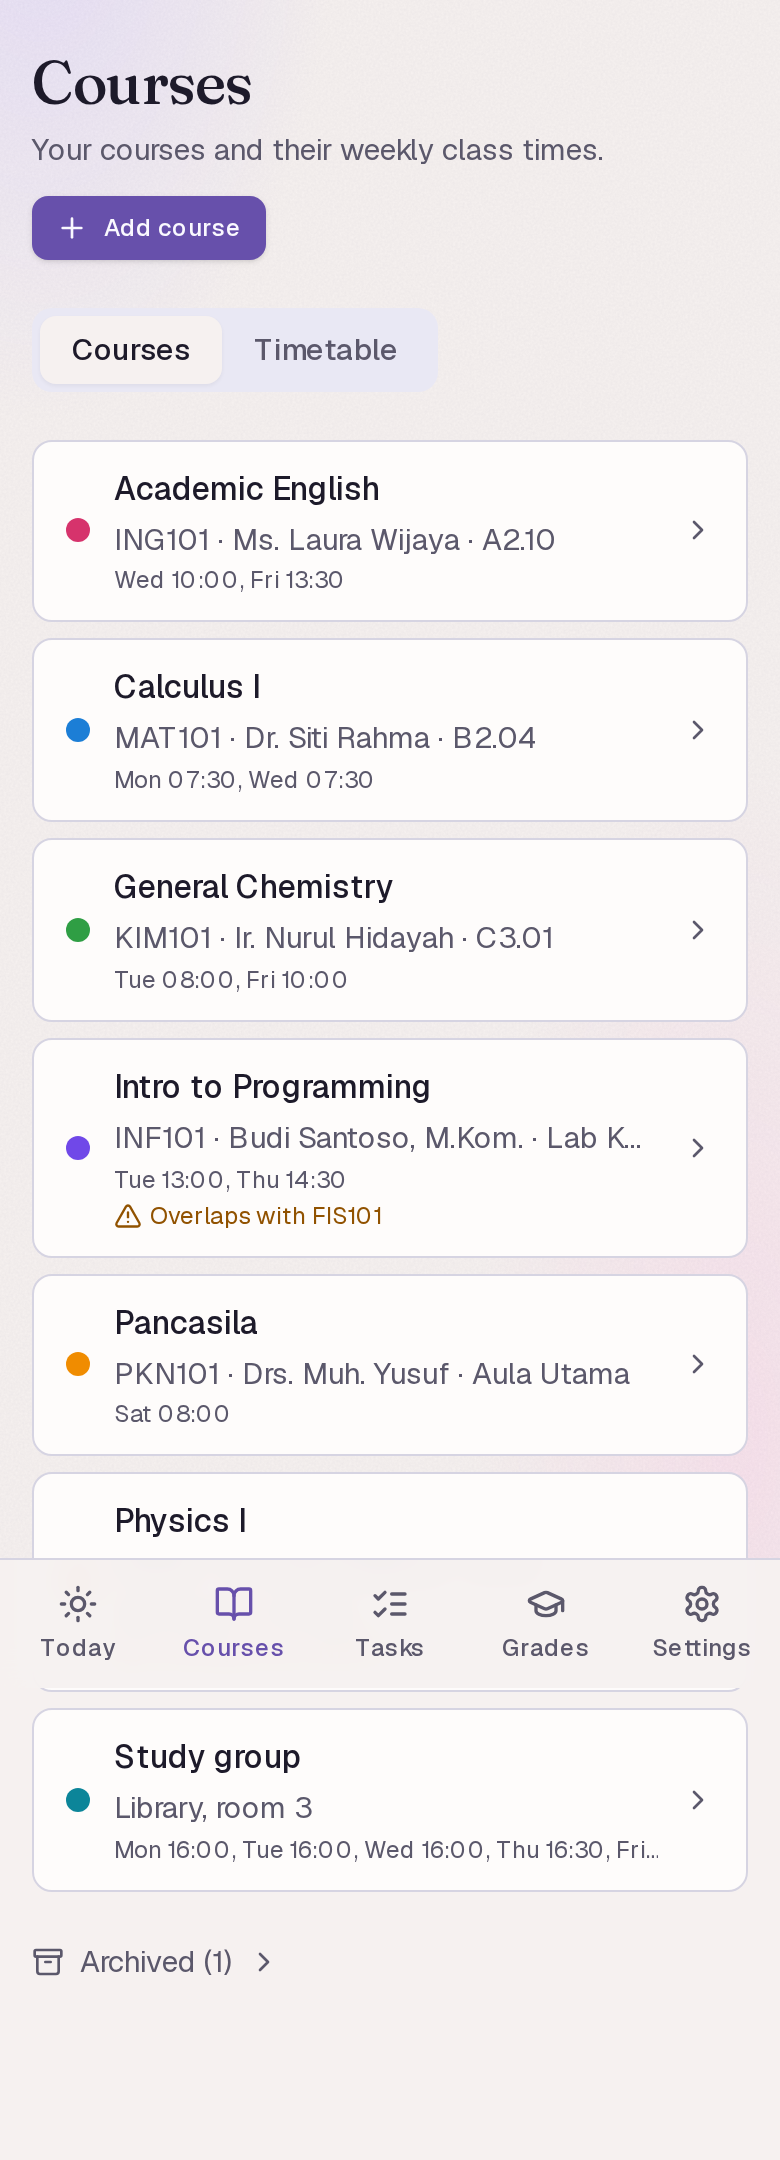 Courses
Your courses and their weekly class times.
Add course
Courses
Timetable
Academic English
ING101 · Ms. Laura Wijaya · A2.10
Wed 10:00, Fri 13:30
Calculus I
MAT101 · Dr. Siti Rahma · B2.04
Mon 07:30, Wed 07:30
General Chemistry
KIM101 · Ir. Nurul Hidayah · C3.01
Tue 08:00, Fri 10:00
Intro to Programming
INF101 · Budi Santoso, M.Kom. · Lab K...
Tue 13:00, Thu 14:30
Overlaps with FIS101
Pancasila
PKN101 · Drs. Muh. Yusuf · Aula Utama
Sat 08:00
Physics I
Today
Courses
Tasks
Grades
Settings
Study group
Library, room 3
Mon 16:00, Tue 16:00, Wed 16:00, Thu 16:30, Fri...
Archived (1)